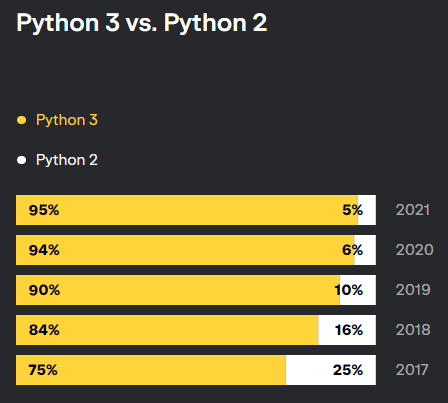 Python 3 vs. Python 2
Python 3
Python 2
95% 5% 2021
94% 6% 2020
90% 10% 2019
84% 16% 2018
75% 25% 2017